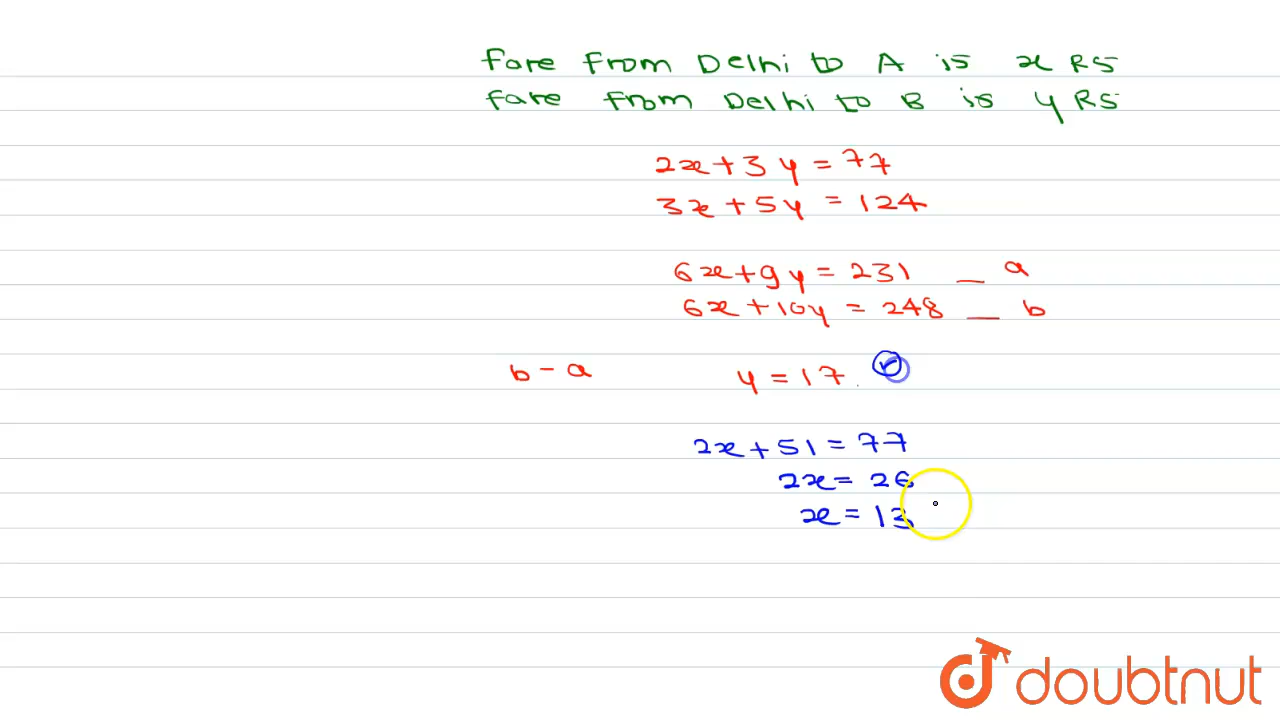 Fare From Delhi to A is x RS
Fare From Delhi to B is y RS
2x + 3y = 77
3x + 5y = 124
6x + 9y = 231 _ a
6x + 10y = 248 _ b
b - a y = 17.
2x + 51 = 77
2x = 26
x = 13
doubtnut